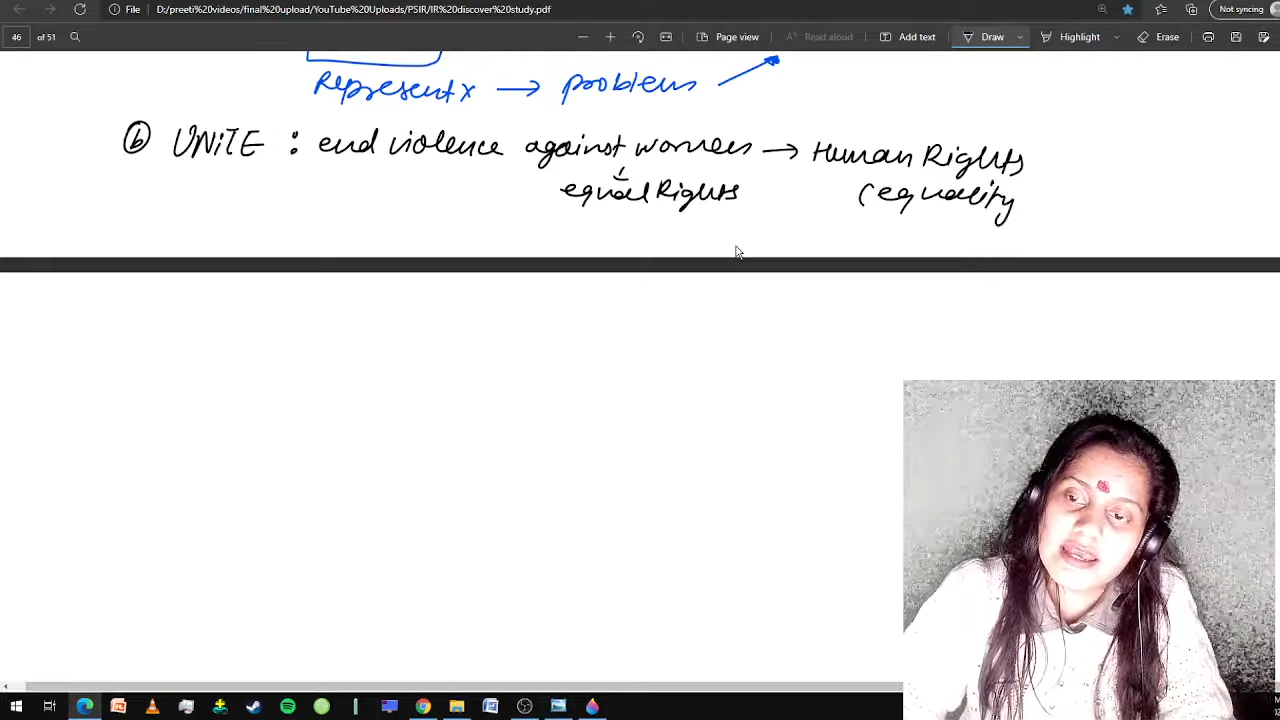 File D:/preeti%20videos/final%20upload/YouTube%20Uploads/PSIR/IR%20discover%20study.pdf Not syncing
46 of 51 Page view Read aloud Add text Draw Highlight Erase
Represent x → problems
(b) UNiTE : end violence against women → Human Rights
equal Rights (equality